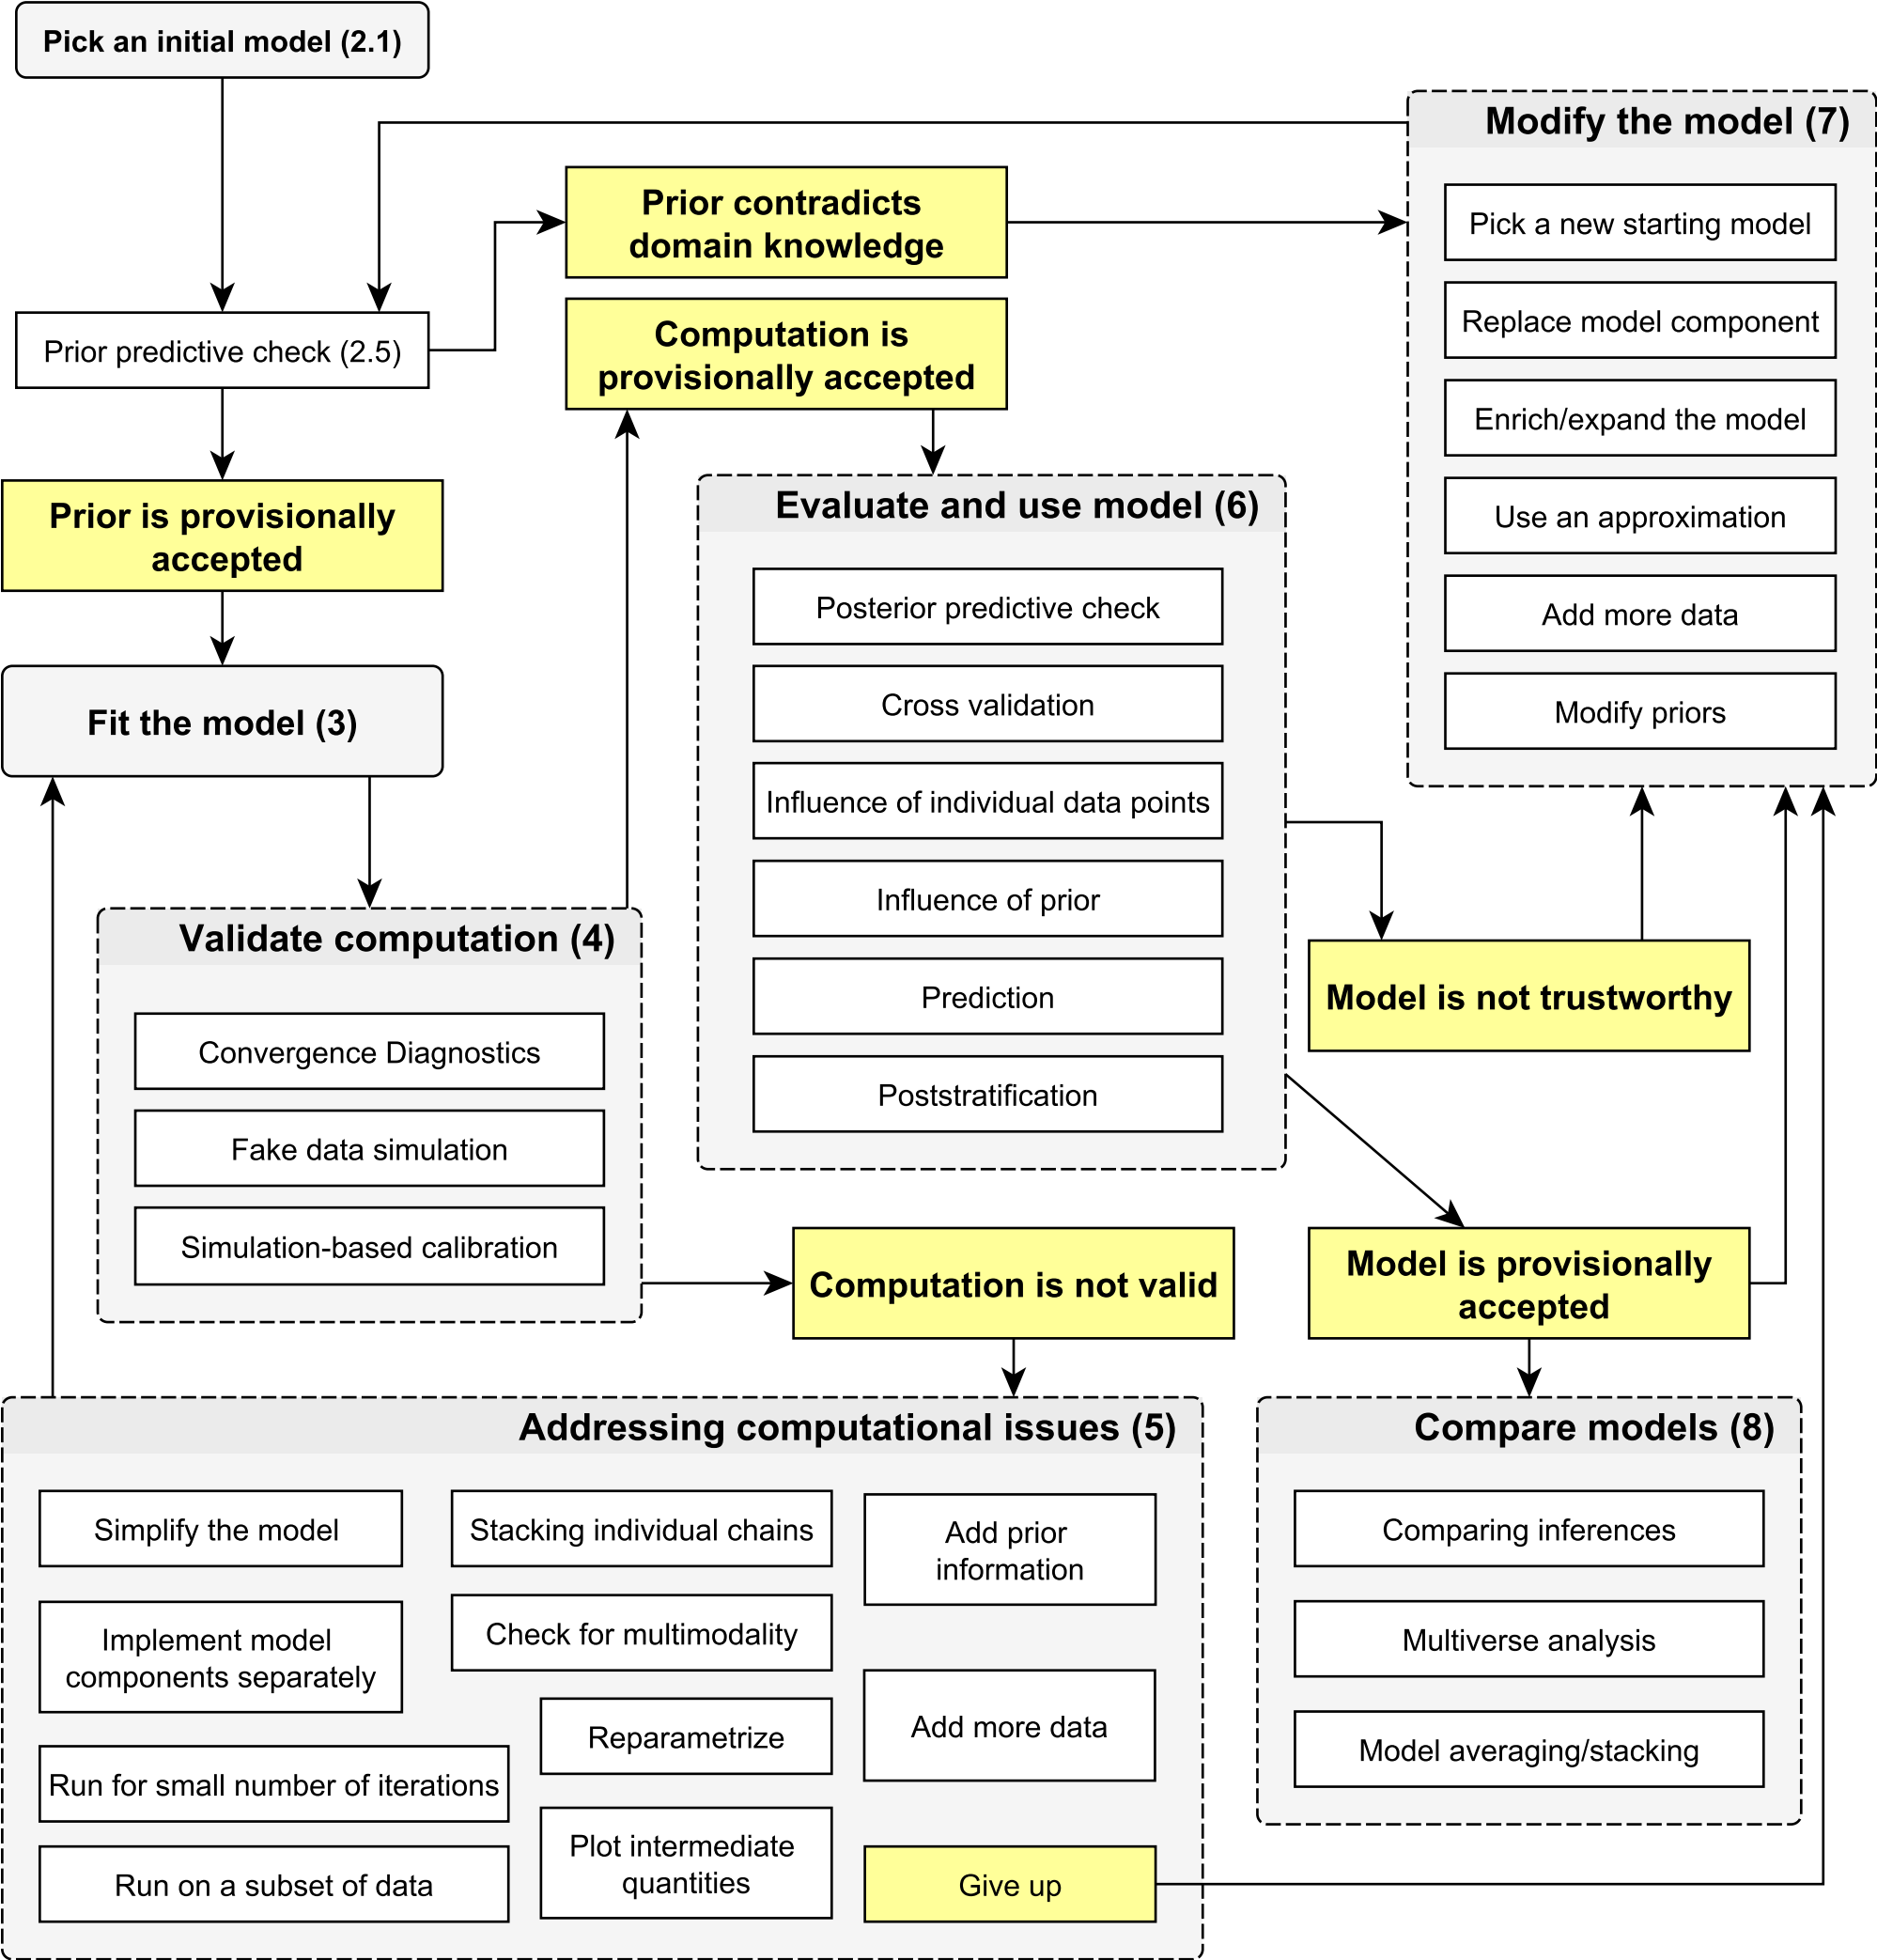 Pick an initial model (2.1)
Modify the model (7)
Prior contradicts
domain knowledge
Pick a new starting model
Replace model component
Enrich/expand the model
Use an approximation
Add more data
Modify priors
Prior predictive check (2.5)
Computation is
provisionally accepted
Prior is provisionally
accepted
Fit the model (3)
Evaluate and use model (6)
Posterior predictive check
Cross validation
Influence of individual data points
Influence of prior
Prediction
Poststratification
Validate computation (4)
Convergence Diagnostics
Fake data simulation
Simulation-based calibration
Model is not trustworthy
Computation is not valid
Model is provisionally
accepted
Addressing computational issues (5)
Simplify the model
Implement model
components separately
Run for small number of iterations
Run on a subset of data
Stacking individual chains
Check for multimodality
Reparametrize
Plot intermediate
quantities
Add prior
information
Add more data
Give up
Compare models (8)
Comparing inferences
Multiverse analysis
Model averaging/stacking